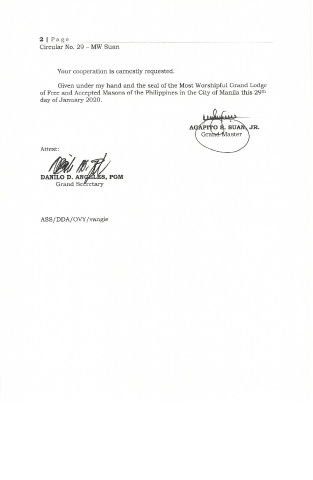 2 | Page
Circular No. 29 – MW Suan
Your cooperation is earnestly requested.
Given under my hand and the seal of the Most Worshipful Grand Lodge
of Free and Accepted Masons of the Philippines in the City of Manila this 29th
day of January 2020.
AGAPITO S. SUAN, JR.
Grand Master
Attest:
DANILO D. ANGELES, PGM
Grand Secretary
ASS/DDA/OVY/vangie